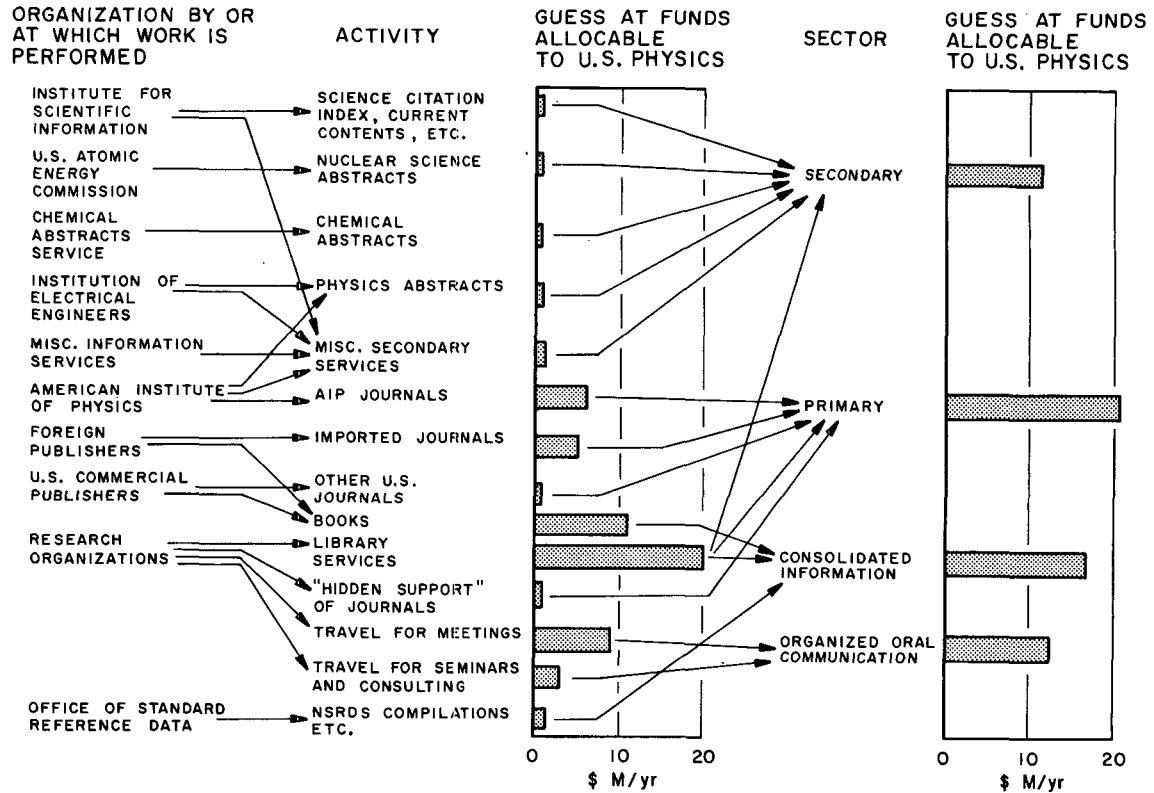 ORGANIZATION BY OR
AT WHICH WORK IS
PERFORMED
ACTIVITY
GUESS AT FUNDS
ALLOCABLE
TO U.S. PHYSICS
SECTOR
GUESS AT FUNDS
ALLOCABLE
TO U.S. PHYSICS
INSTITUTE FOR
SCIENTIFIC
INFORMATION
U.S. ATOMIC
ENERGY
COMMISSION
CHEMICAL
ABSTRACTS
SERVICE
INSTITUTION OF
ELECTRICAL
ENGINEERS
MISC. INFORMATION
SERVICES
AMERICAN INSTITUTE
OF PHYSICS
FOREIGN
PUBLISHERS
U.S. COMMERCIAL
PUBLISHERS
RESEARCH
ORGANIZATIONS
OFFICE OF STANDARD
REFERENCE DATA
SCIENCE CITATION
INDEX, CURRENT
CONTENTS, ETC.
NUCLEAR SCIENCE
ABSTRACTS
CHEMICAL
ABSTRACTS
PHYSICS ABSTRACTS
MISC. SECONDARY
SERVICES
AIP JOURNALS
IMPORTED JOURNALS
OTHER U.S.
JOURNALS
BOOKS
LIBRARY
SERVICES
"HIDDEN SUPPORT"
OF JOURNALS
TRAVEL FOR MEETINGS
TRAVEL FOR SEMINARS
AND CONSULTING
NSRDS COMPILATIONS
ETC.
0 10 20
$ M/yr
SECONDARY
PRIMARY
CONSOLIDATED
INFORMATION
ORGANIZED ORAL
COMMUNICATION
0 10 20
$ M/yr